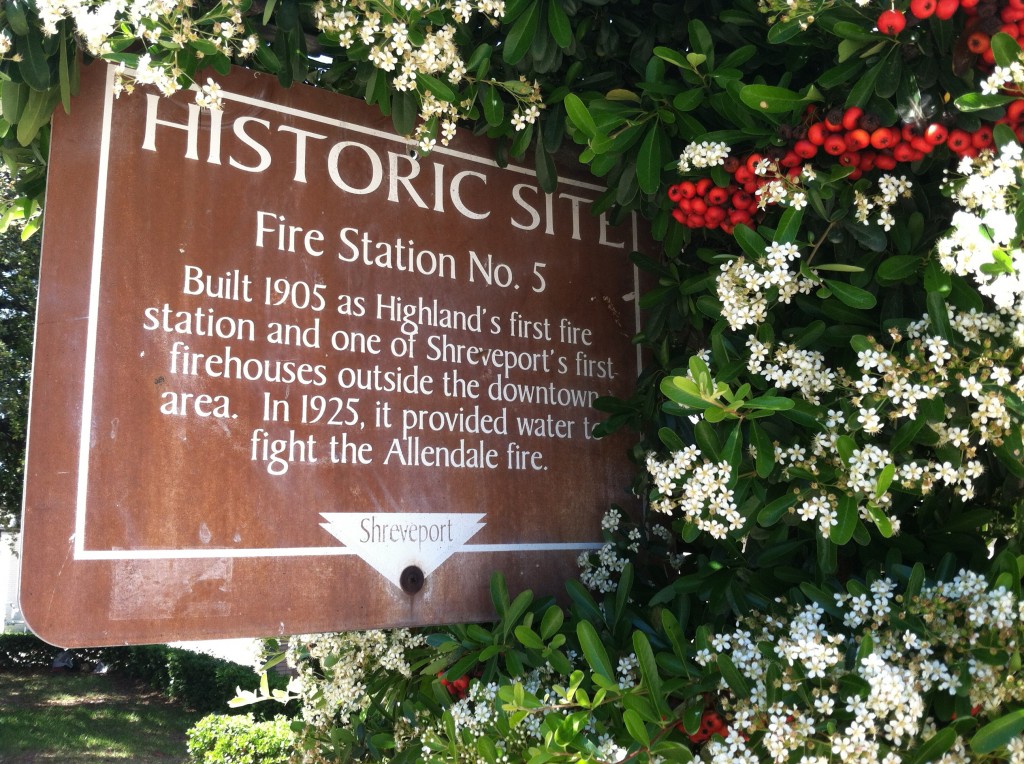 HISTORIC SITE
Fire Station No. 5
Built 1905 as Highland's first fire
station and one of Shreveport's first
firehouses outside the downtown
area. In 1925, it provided water to
fight the Allendale fire.
Shreveport